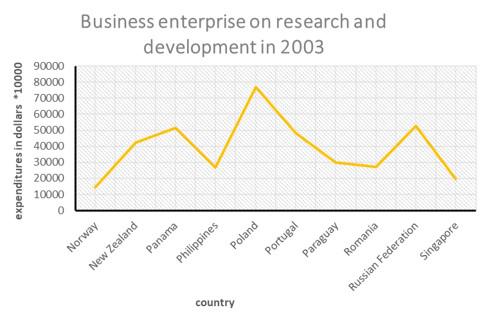 Business enterprise on research and
development in 2003
expenditures in dollars *10000
90000
80000
70000
60000
50000
40000
30000
20000
10000
0
Norway
New Zealand
Panama
Philippines
Poland
Portugal
Paraguay
Romania
Russian Federation
Singapore
country